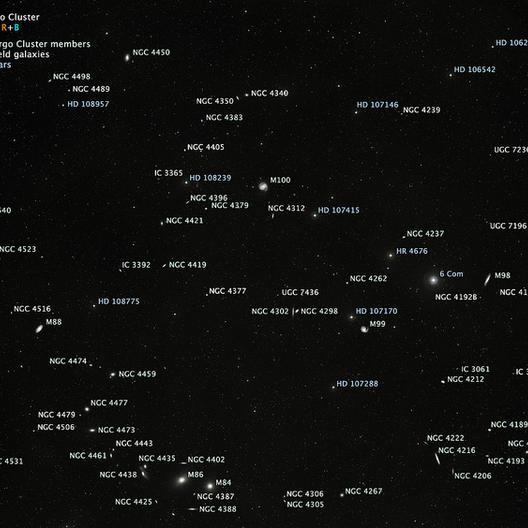 o Cluster
R+B
rgo Cluster members
eld galaxies
ars
NGC 4450
HD 106
HD 106542
NGC 4498
NGC 4489
HD 108957
NGC 4340
NGC 4350
HD 107146
NGC 4239
NGC 4383
NGC 4405
UGC 723
IC 3365
HD 108239
M100
NGC 4396
NGC 4379
NGC 4312
HD 107415
540
NGC 4421
UGC 7196
NGC 4237
NGC 4523
HR 4676
IC 3392
NGC 4419
6 Com
M98
NGC 4262
NGC 4377
UGC 7436
NGC 4192B
NGC 41
HD 108775
NGC 4516
NGC 4302
NGC 4298
HD 107170
M88
M99
NGC 4474
NGC 4459
IC 3061
IC 3
NGC 4212
HD 107288
NGC 4477
NGC 4479
NGC 4506
NGC 4473
NGC 4189
NGC 4443
NGC 4222
NGC 4
NGC 4461
NGC 4435
NGC 4402
NGC 4216
NGC 4193
C 4531
NGC 4438
M86
M84
NGC 4206
NGC 4387
NGC 4306
NGC 4267
NGC 4425
NGC 4388
NGC 4305